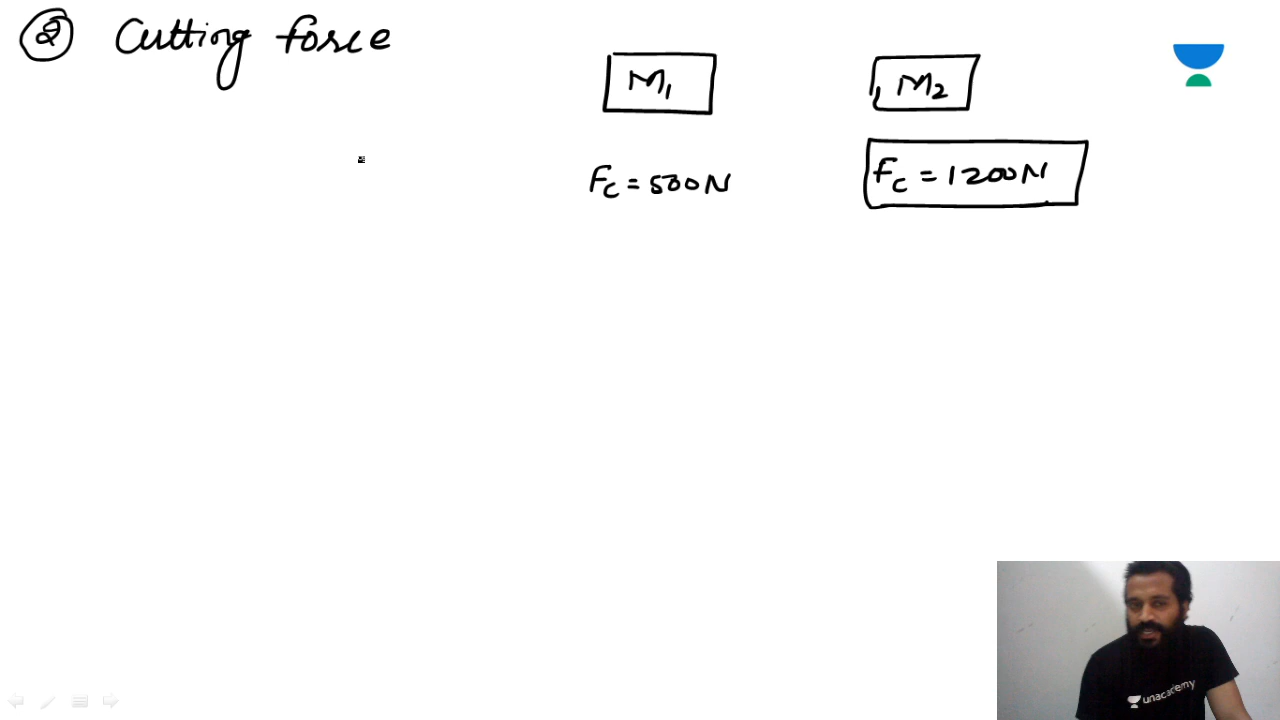 ② Cutting force
M₁
M₂
Fc = 500N
Fc = 1200N
unacademy